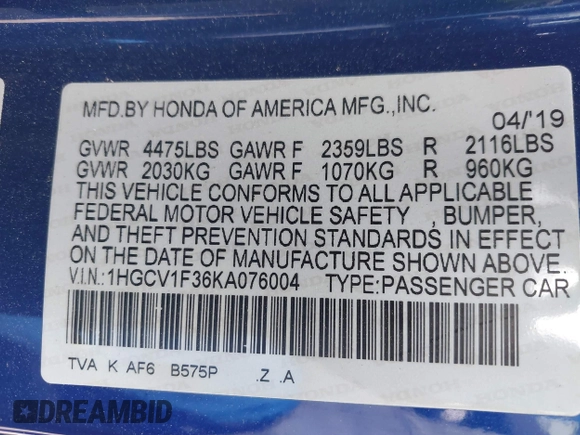 MFD.BY HONDA OF AMERICA MFG.,INC.
04/'19
GVWR 4475LBS GAWR F 2359LBS R 2116LBS
GVWR 2030KG GAWR F 1070KG R 960KG
THIS VEHICLE CONFORMS TO ALL APPLICABLE
FEDERAL MOTOR VEHICLE SAFETY , BUMPER,
AND THEFT PREVENTION STANDARDS IN EFFECT
ON THE DATE OF MANUFACTURE SHOWN ABOVE.
V.I.N.:1HGCV1F36KA076004 TYPE:PASSENGER CAR
TVA K AF6 B575P .Z .A
DREAMBID